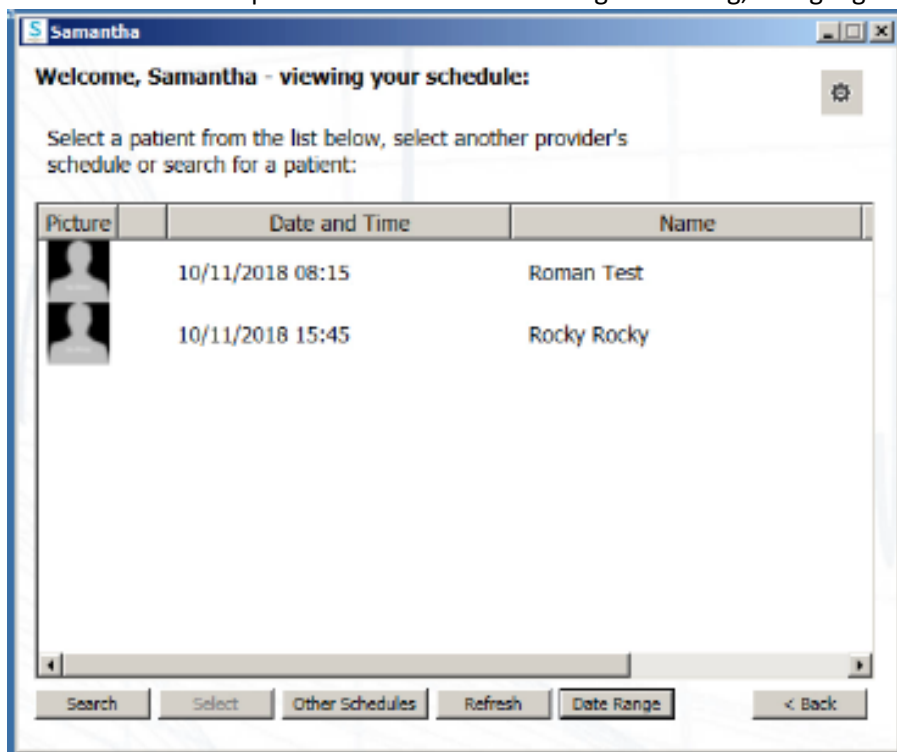 Samantha
Welcome, Samantha - viewing your schedule:
Select a patient from the list below, select another provider's
schedule or search for a patient:
Picture Date and Time Name
10/11/2018 08:15 Roman Test
10/11/2018 15:45 Rocky Rocky
Search Select Other Schedules Refresh Date Range < Back